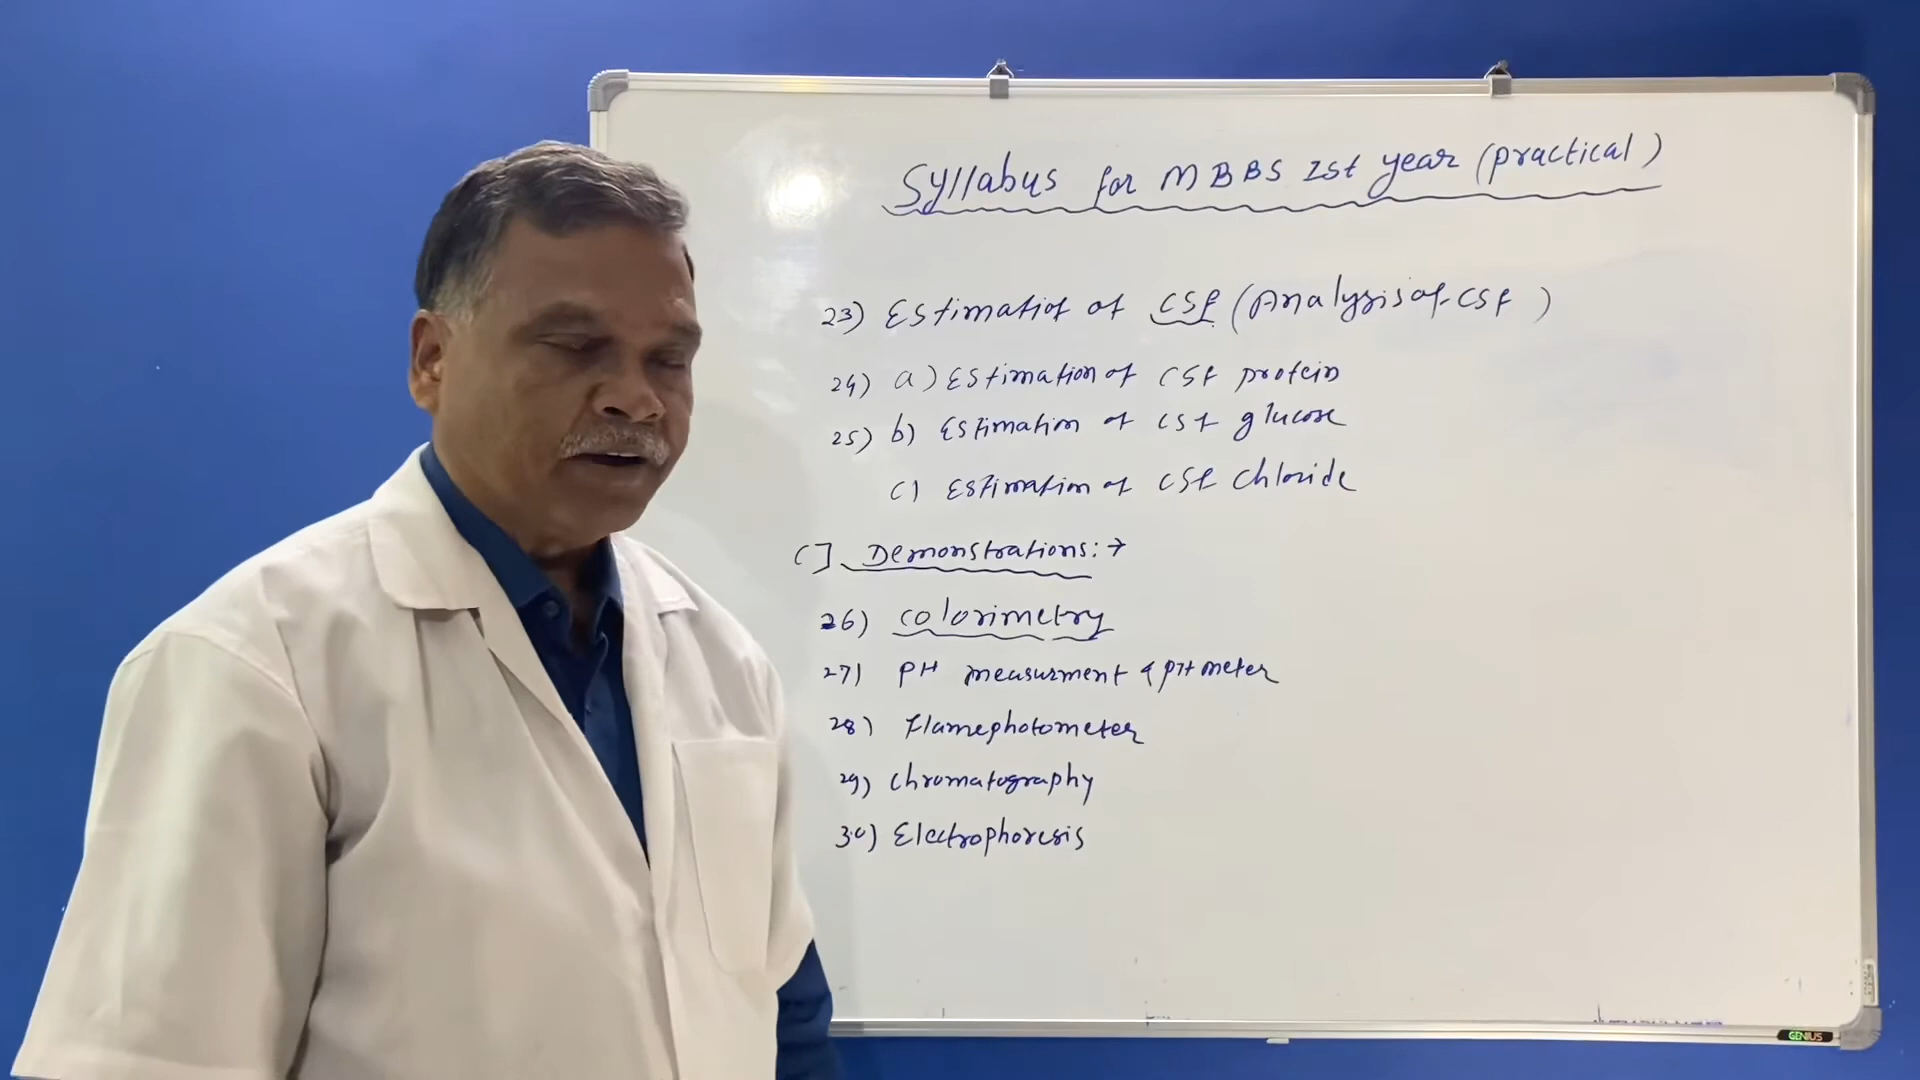 Syllabus for MBBS Ist year (practical)
23) Estimatiof of CSF (Analysis of CSF)
24) a) Estimation of CSF protein
25) b) Estimation of CSF glucose
c) Estimation of CSF chloride
C] Demonstrations:→
26) colorimetry
27) PH measurment & PH meter
28) Flamephotometer
29) chromatography
30) Electrophoresis
GENIUS